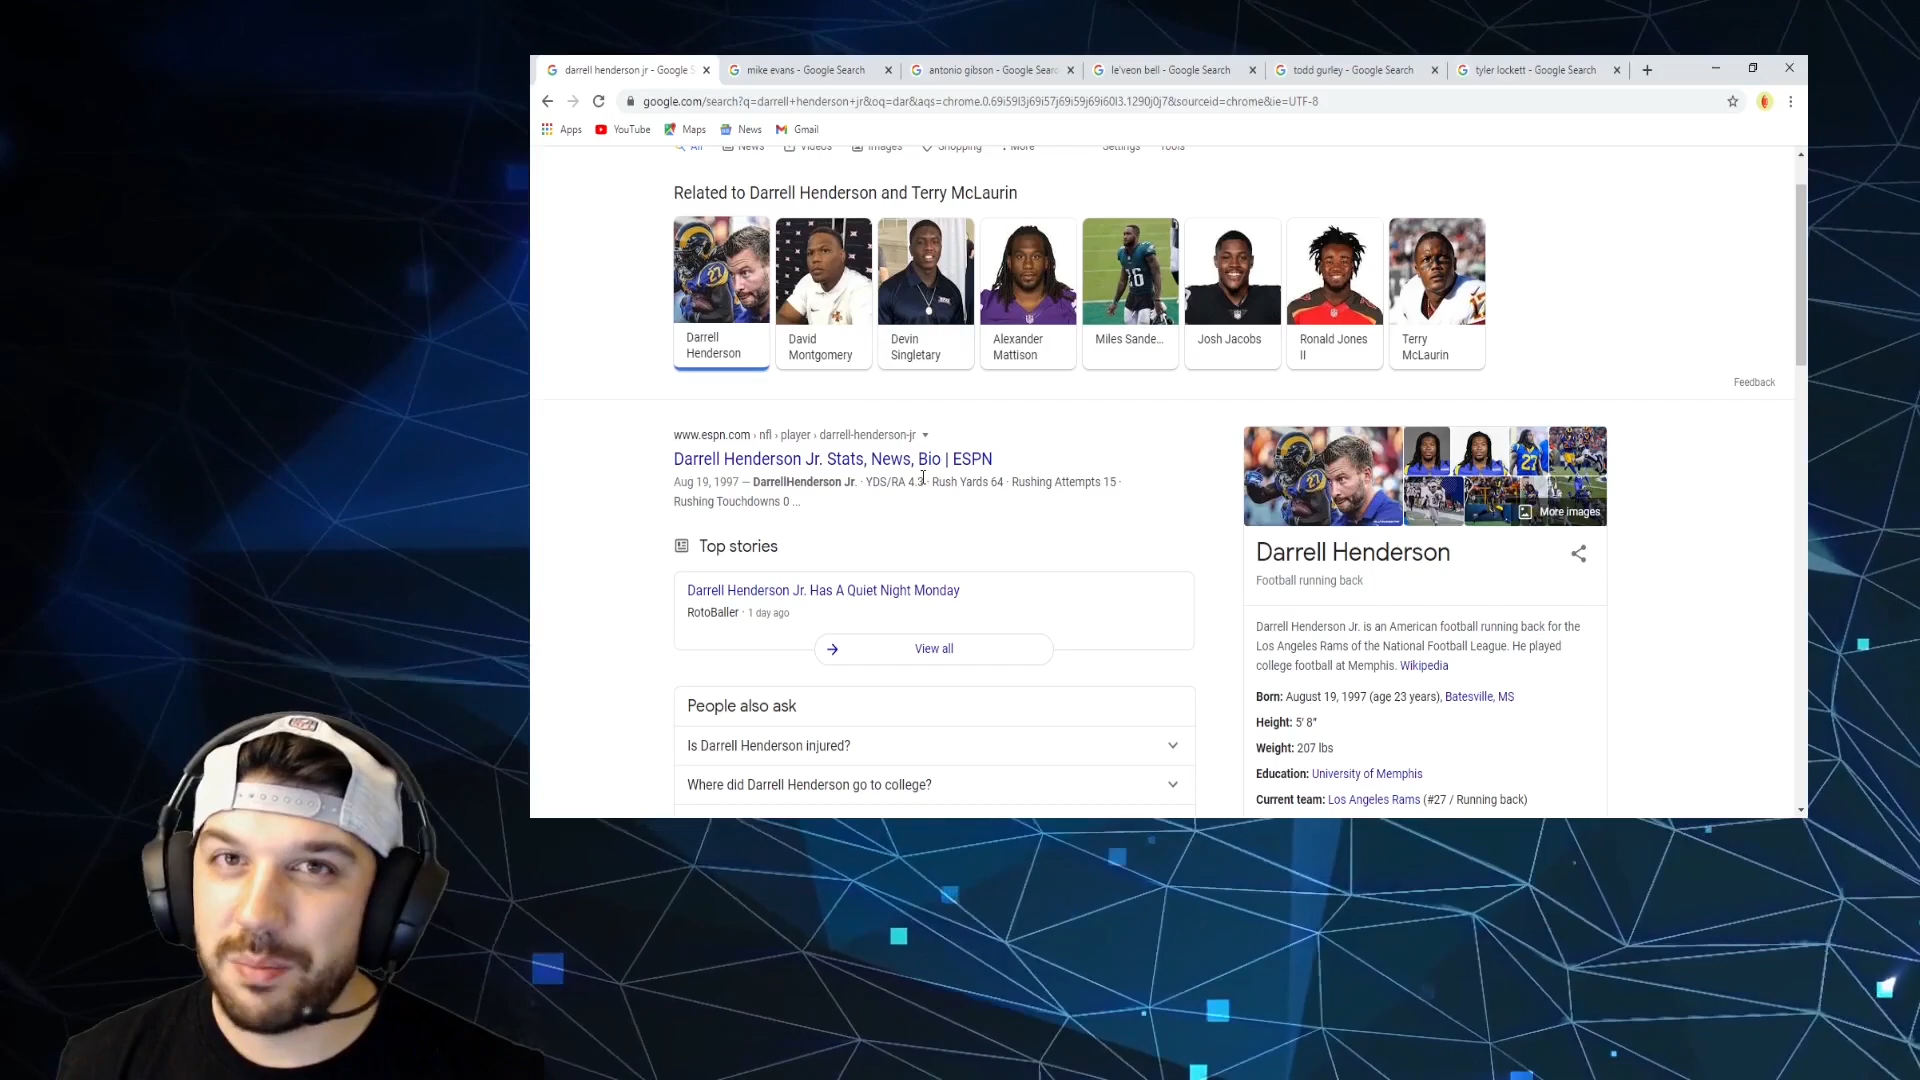 darrell henderson jr - Google S
mike evans - Google Search
antonio gibson - Google Searc
le'veon bell - Google Search
todd gurley - Google Search
tyler lockett - Google Search
google.com/search?q=darrell+henderson+jr&oq=dar&aqs=chrome.0.69i59l3j69i57j69i59j69i60l3.1290j0j7&sourceid=chrome&ie=UTF-8
Apps YouTube Maps News Gmail
All News Videos Images Shopping More Settings Tools
Related to Darrell Henderson and Terry McLaurin
Darrell Henderson
David Montgomery
Devin Singletary
Alexander Mattison
Miles Sande...
Josh Jacobs
Ronald Jones II
Terry McLaurin
Feedback
www.espn.com › nfl › player › darrell-henderson-jr
Darrell Henderson Jr. Stats, News, Bio | ESPN
Aug 19, 1997 — DarrellHenderson Jr. · YDS/RA 4.3 · Rush Yards 64 · Rushing Attempts 15 ·
Rushing Touchdowns 0 ...
Top stories
Darrell Henderson Jr. Has A Quiet Night Monday
RotoBaller · 1 day ago
View all
People also ask
Is Darrell Henderson injured?
Where did Darrell Henderson go to college?
27
More images
Darrell Henderson
Football running back
Darrell Henderson Jr. is an American football running back for the
Los Angeles Rams of the National Football League. He played
college football at Memphis. Wikipedia
Born: August 19, 1997 (age 23 years), Batesville, MS
Height: 5′ 8″
Weight: 207 lbs
Education: University of Memphis
Current team: Los Angeles Rams (#27 / Running back)